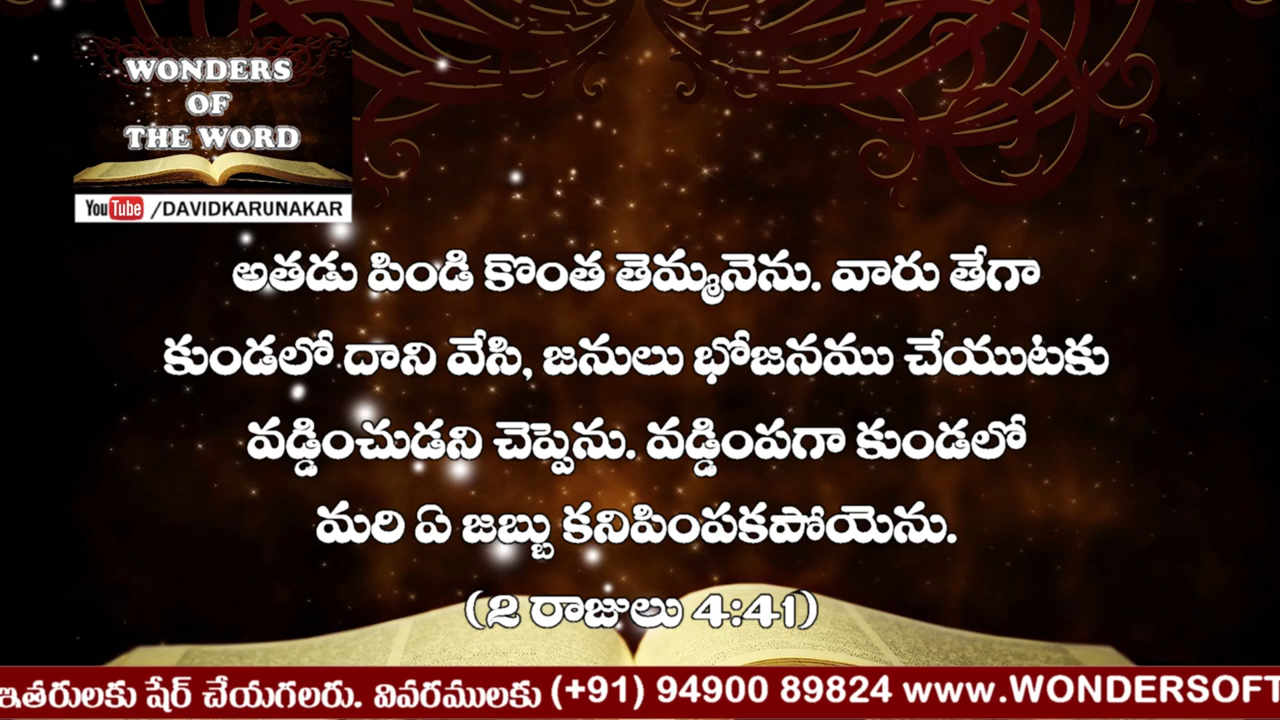 WONDERS
OF
THE WORD
YouTube /DAVIDKARUNAKAR
అతడు పిండి కొంత తెమ్మనెను. వారు తేగా
కుండలో దాని వేసి, జనులు భోజనము చేయుటకు
వడ్డించుడని చెప్పెను. వడ్డింపగా కుండలో
మరి ఏ జబ్బు కనిపింపకపోయెను.
(2 రాజులు 4:41)
ఇతరులకు షేర్ చేయగలరు. వివరములకు (+91) 94900 89824 www.WONDERSOFT